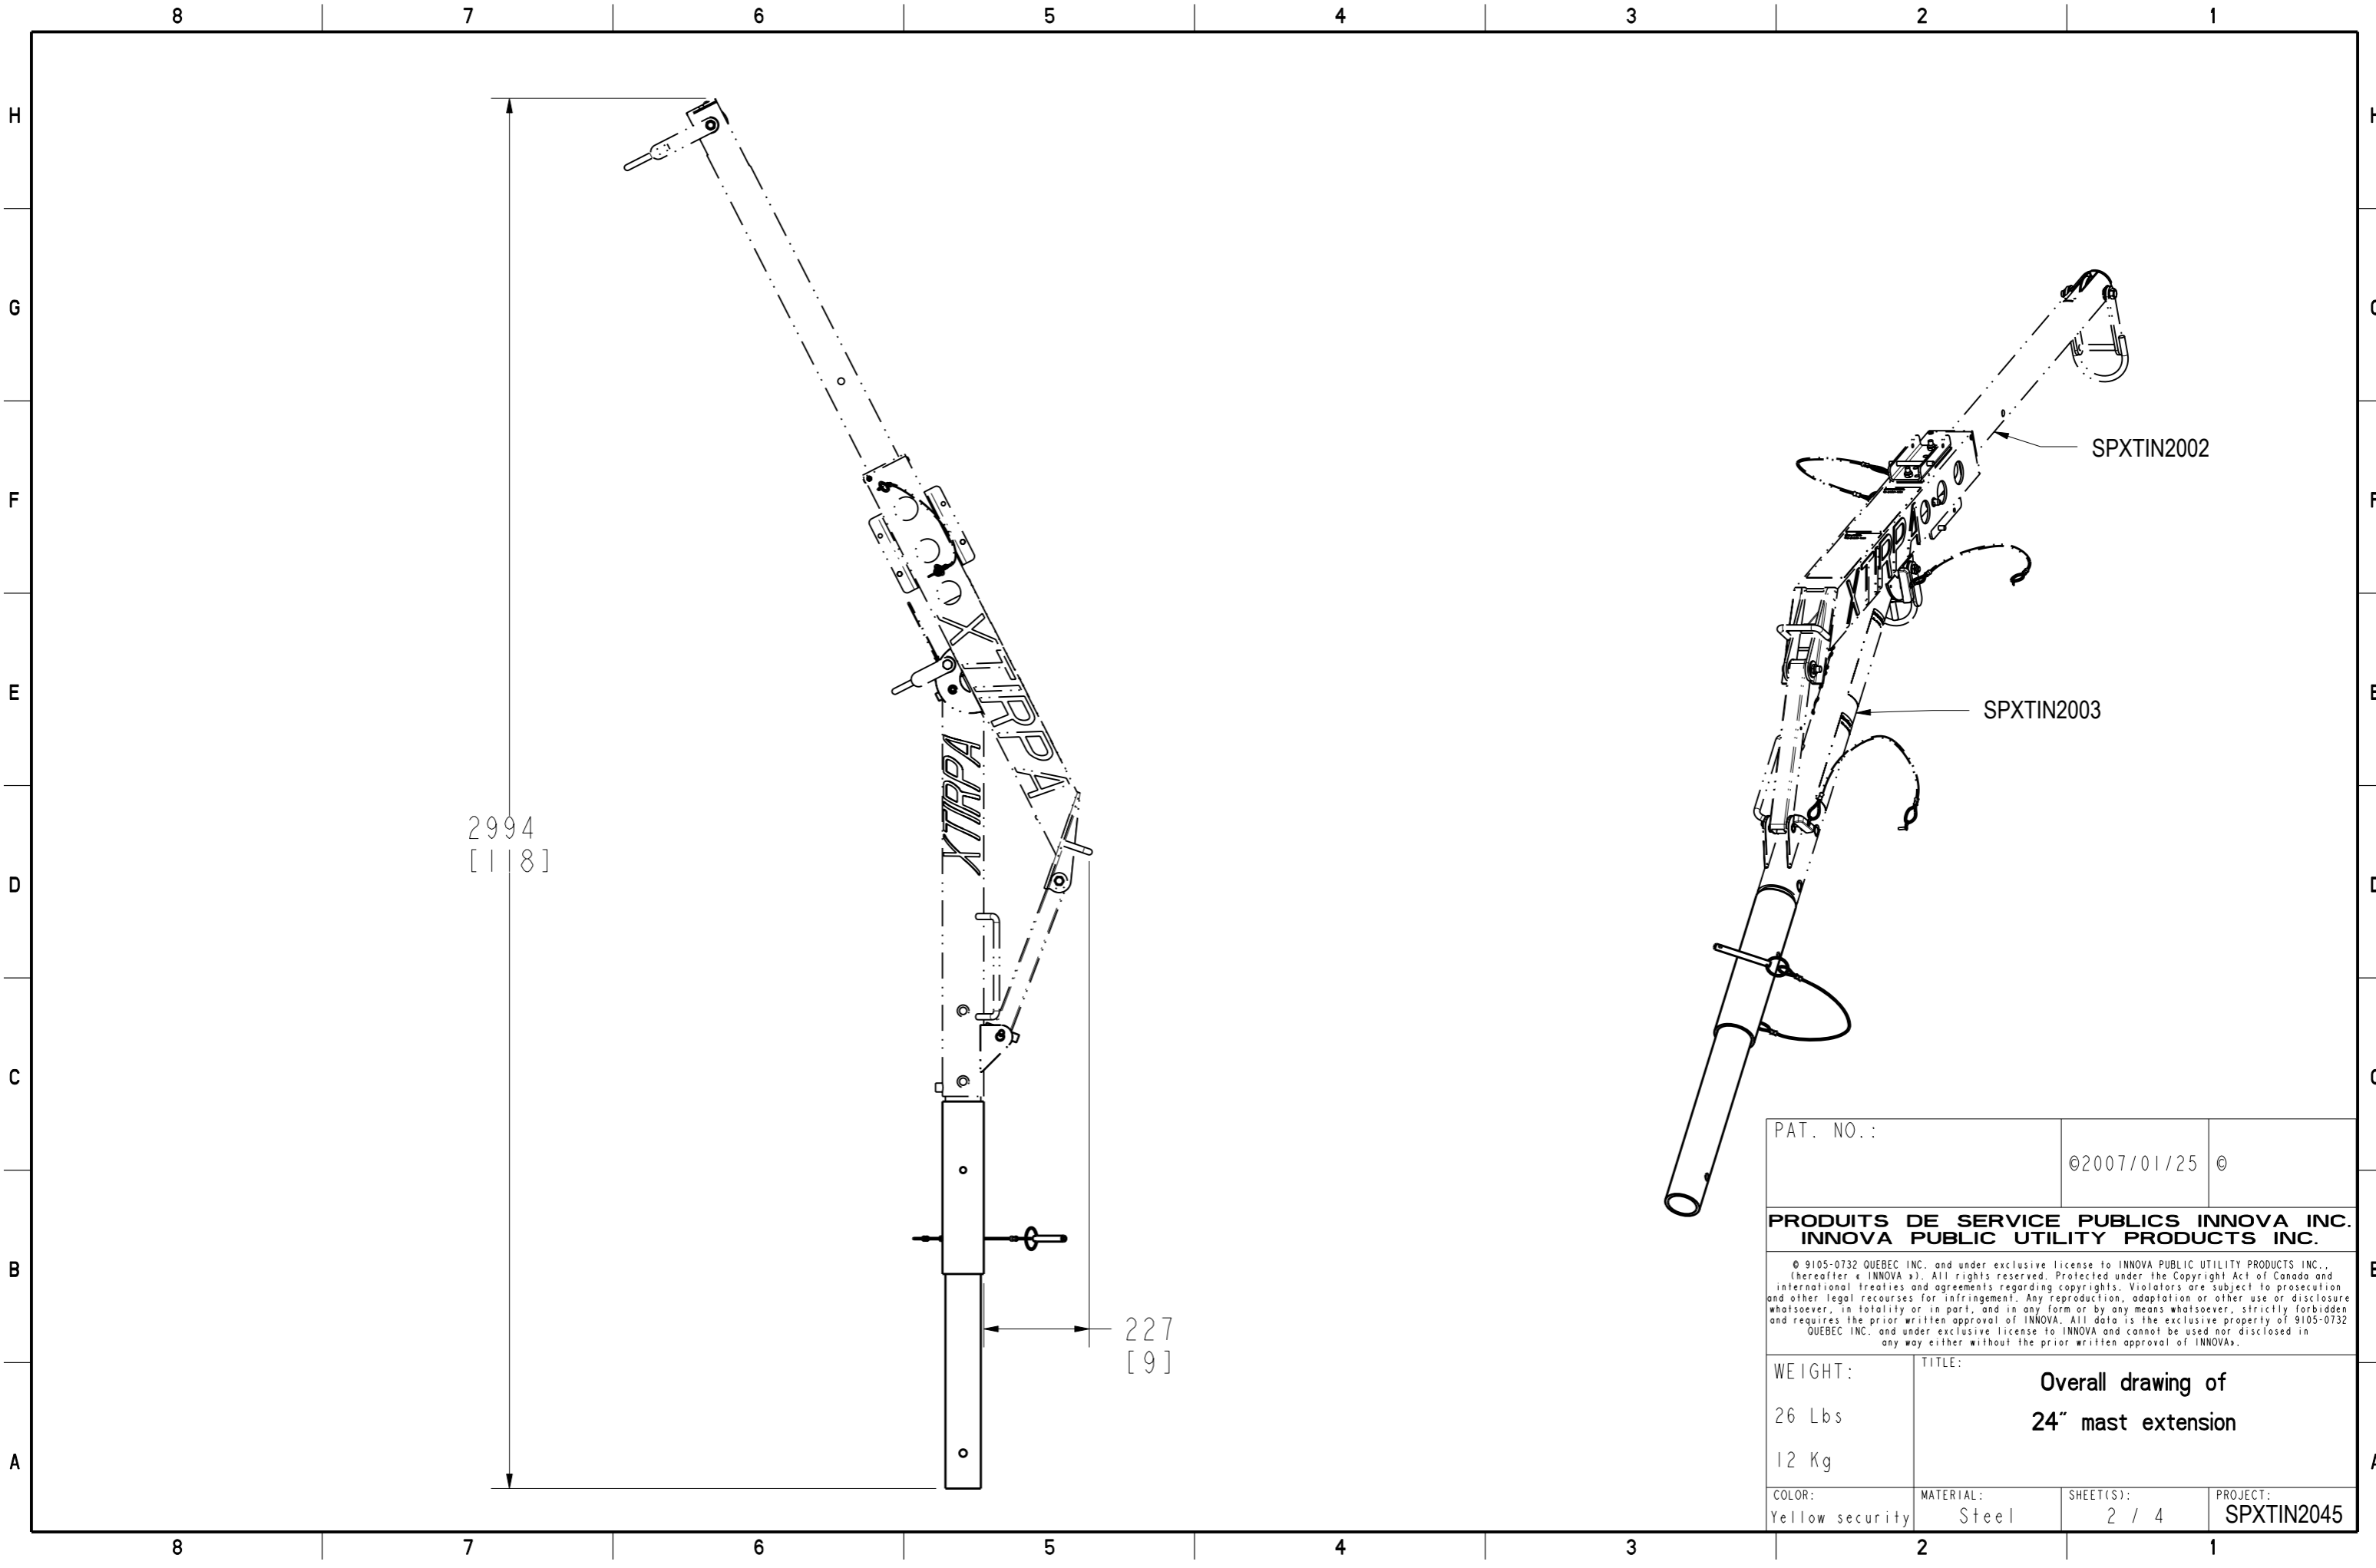 8 7 6 5 4 3 2 1
H
H
G
F
F
E
E
D
D
C
B
B
A
A
2994
[118]
XTIRPA
XTIRPA
227
[9]
XTIRPA
SPXTIN2002
SPXTIN2003
PAT. NO.:
©2007/01/25 ©
PRODUITS DE SERVICE PUBLICS INNOVA INC.
INNOVA PUBLIC UTILITY PRODUCTS INC.
© 9105-0732 QUEBEC INC. and under exclusive license to INNOVA PUBLIC UTILITY PRODUCTS INC.,
(hereafter « INNOVA »). All rights reserved. Protected under the Copyright Act of Canada and
international treaties and agreements regarding copyrights. Violators are subject to prosecution
and other legal recourses for infringement. Any reproduction, adaptation or other use or disclosure
whatsoever, in totality or in part, and in any form or by any means whatsoever, strictly forbidden
and requires the prior written approval of INNOVA. All data is the exclusive property of 9105-0732
QUEBEC INC. and under exclusive license to INNOVA and cannot be used nor disclosed in
any way either without the prior written approval of INNOVA».
WEIGHT:
26 Lbs
12 Kg
TITLE:
Overall drawing of
24″ mast extension
COLOR:
Yellow security
MATERIAL:
Steel
SHEET(S):
2 / 4
PROJECT:
SPXTIN2045
8 7 6 5 4 3 2 1